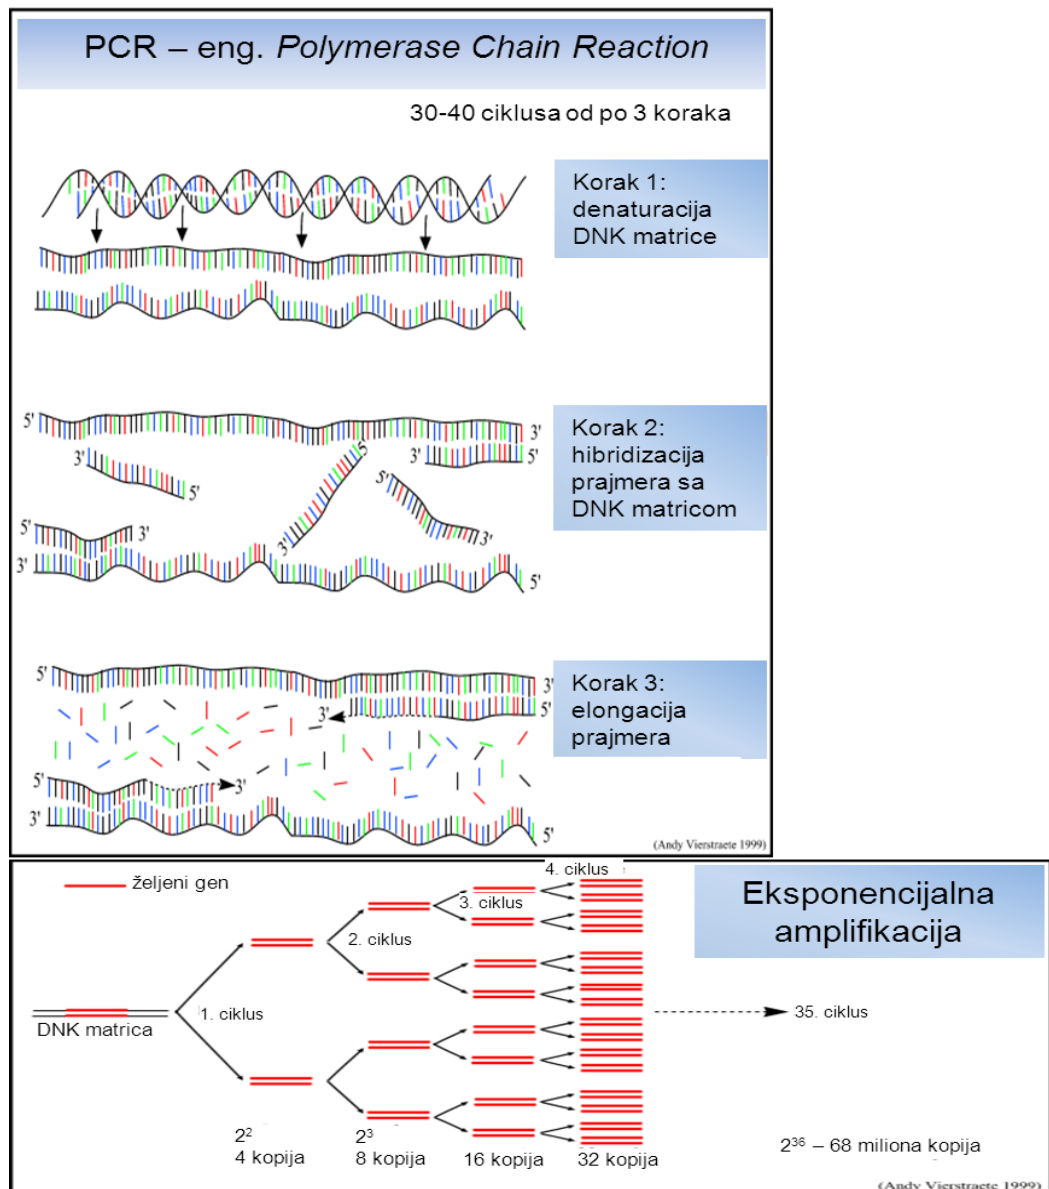 PCR – eng. Polymerase Chain Reaction
30-40 ciklusa od po 3 koraka
Korak 1:
denaturacija
DNK matrice
Korak 2:
hibridizacija
prajmera sa
DNK matricom
5'
3'
3'
5'
5'
3'
5'
5'
3'
5'
3'
3'
5'
Korak 3:
elongacija
prajmera
5'
3'
3'
5'
5'
3'
3'
5'
(Andy Vierstraete 1999)
željeni gen
4. ciklus
3. ciklus
2. ciklus
1. ciklus
DNK matrica
Eksponencijalna
amplifikacija
35. ciklus
2² 2³
4 kopija 8 kopija 16 kopija 32 kopija
2³⁶ – 68 miliona kopija
(Andy Vierstraete 1999)